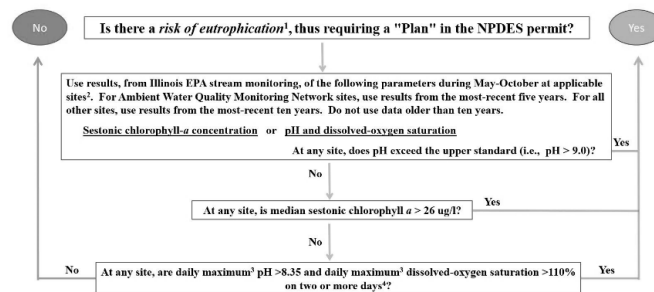 No
Is there a risk of eutrophication¹, thus requiring a "Plan" in the NPDES permit?
Yes
Use results, from Illinois EPA stream monitoring, of the following parameters during May-October at applicable
sites². For Ambient Water Quality Monitoring Network sites, use results from the most-recent five years. For all
other sites, use results from the most-recent ten years. Do not use data older than ten years.
Sestonic chlorophyll-a concentration or pH and dissolved-oxygen saturation
At any site, does pH exceed the upper standard (i.e., pH > 9.0)?
Yes
No
At any site, is median sestonic chlorophyll a > 26 ug/l?
Yes
No
No
At any site, are daily maximum³ pH >8.35 and daily maximum³ dissolved-oxygen saturation >110%
on two or more days⁴?
Yes